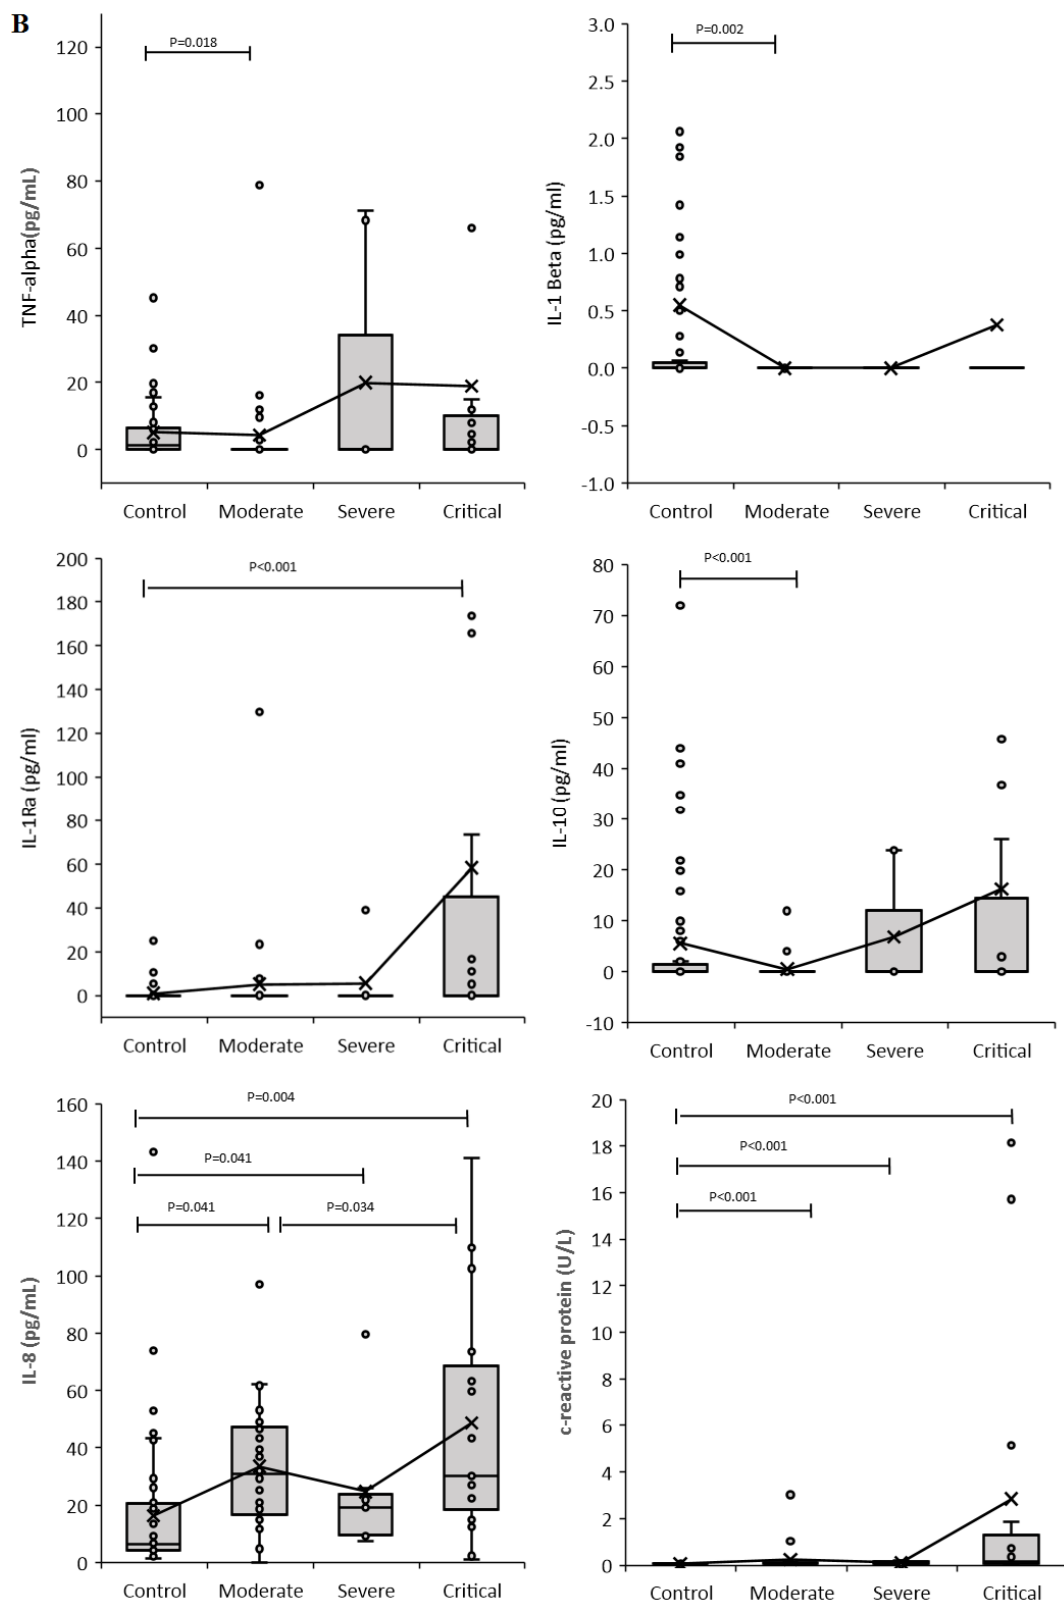 B
P=0.018
120
100
80
60
40
20
0
TNF-alpha(pg/mL)
Control Moderate Severe Critical
P=0.002
3.0
2.5
2.0
1.5
1.0
0.5
0.0
-0.5
-1.0
IL-1 Beta (pg/ml)
Control Moderate Severe Critical
P<0.001
200
180
160
140
120
100
80
60
40
20
0
IL-1Ra (pg/ml)
Control Moderate Severe Critical
P<0.001
80
70
60
50
40
30
20
10
0
-10
IL-10 (pg/ml)
Control Moderate Severe Critical
P=0.004
P=0.041
P=0.041 P=0.034
160
140
120
100
80
60
40
20
0
IL-8 (pg/mL)
Control Moderate Severe Critical
P<0.001
P<0.001
P<0.001
20
18
16
14
12
10
8
6
4
2
0
c-reactive protein (U/L)
Control Moderate Severe Critical